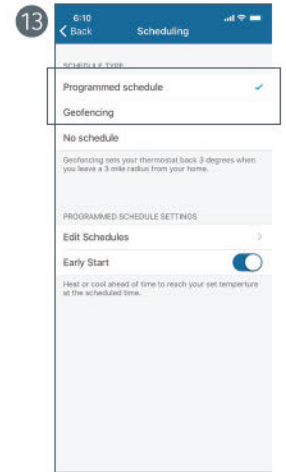 13
6:10
Back Scheduling
SCHEDULE TYPE
Programmed schedule
Geofencing
No schedule
Geofencing sets your thermostat back 3 degrees when
you leave a 3 mile radius from your home.
PROGRAMMED SCHEDULE SETTINGS
Edit Schedules
Early Start
Heat or cool ahead of time to reach your set temperture
at the scheduled time.